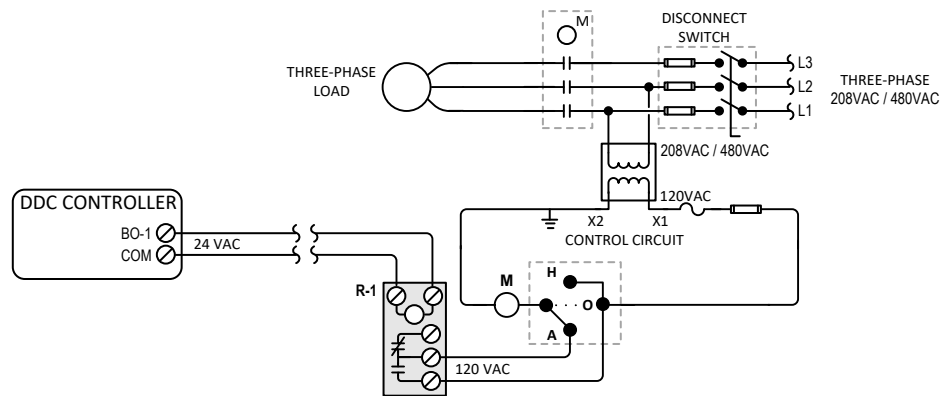 M
DISCONNECT
SWITCH
L3
THREE-PHASE
LOAD
L2
THREE-PHASE
208VAC / 480VAC
L1
208VAC / 480VAC
DDC CONTROLLER
120VAC
BO-1
24 VAC
X2
X1
COM
CONTROL CIRCUIT
R-1
M
H
O
A
120 VAC